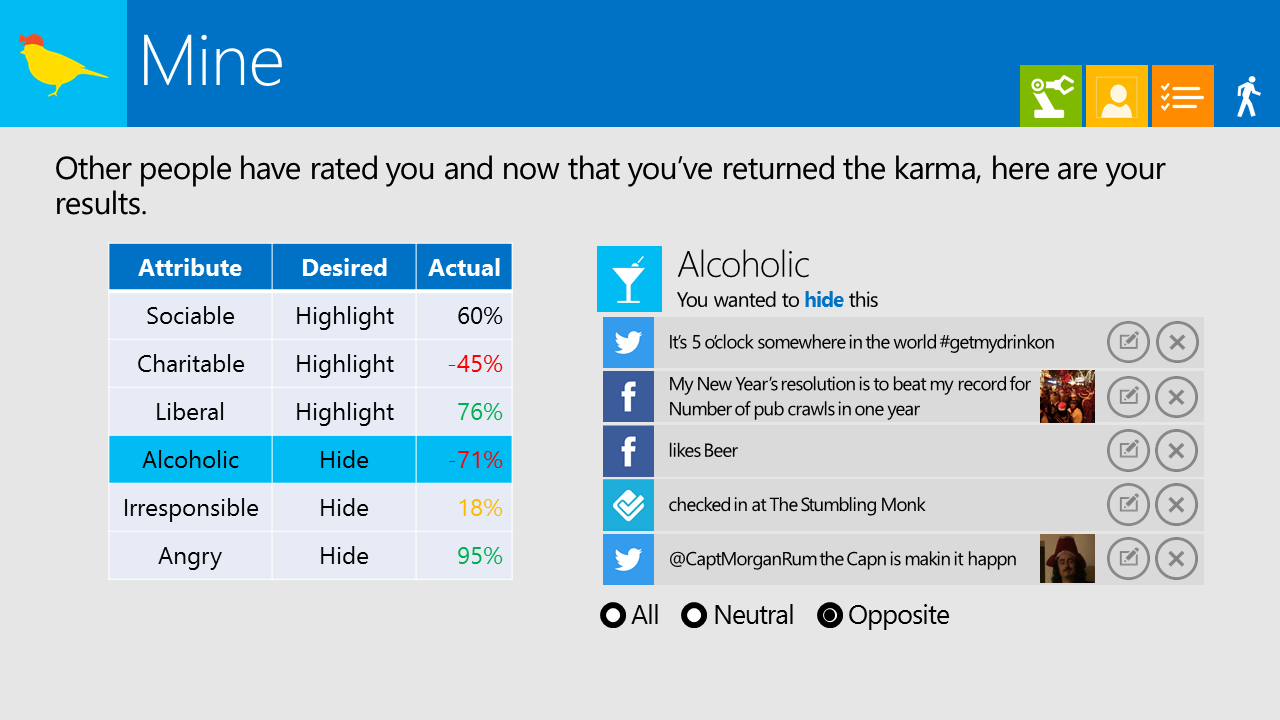 Mine
Other people have rated you and now that you’ve returned the karma, here are your
results.
Attribute Desired Actual
Sociable Highlight 60%
Charitable Highlight -45%
Liberal Highlight 76%
Alcoholic Hide -71%
Irresponsible Hide 18%
Angry Hide 95%
Alcoholic
You wanted to hide this
It’s 5 o’clock somewhere in the world #getmydrinkon
My New Year’s resolution is to beat my record for
Number of pub crawls in one year
likes Beer
checked in at The Stumbling Monk
@CaptMorganRum the Capn is makin it happn
All Neutral Opposite